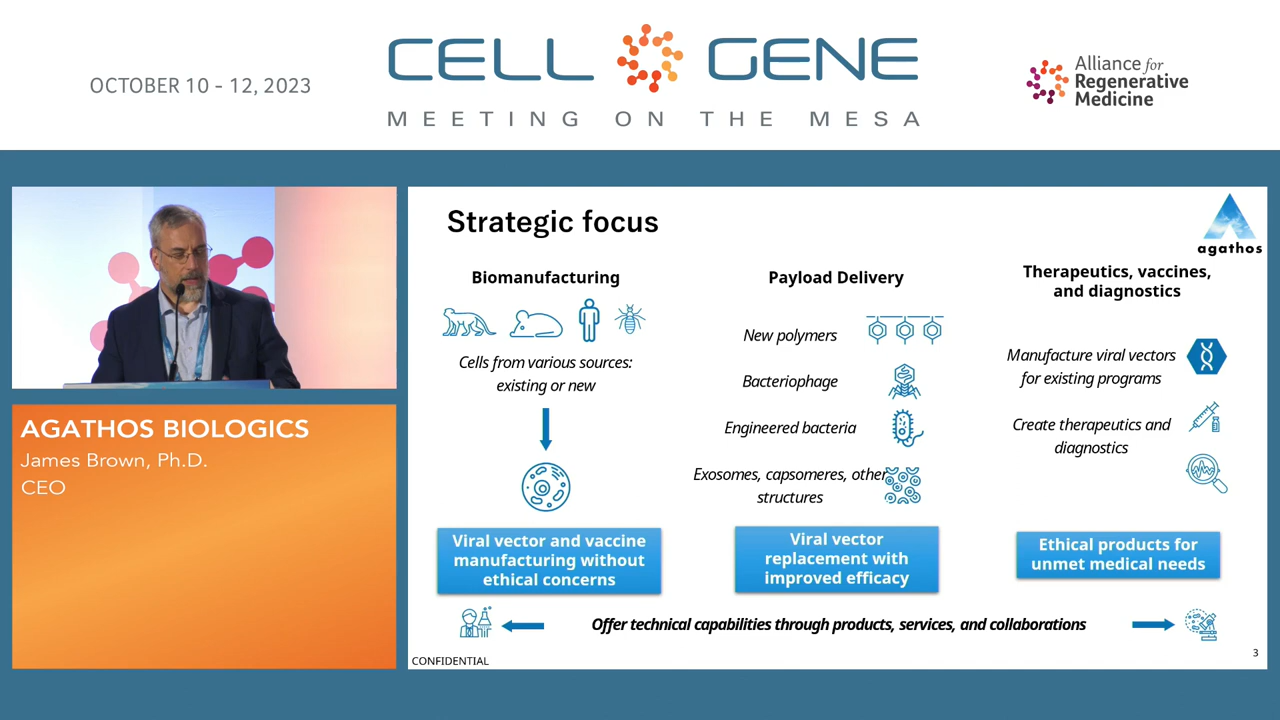 OCTOBER 10 - 12, 2023
CELL GENE
MEETING ON THE MESA
Alliance for
Regenerative
Medicine
AGATHOS BIOLOGICS
James Brown, Ph.D.
CEO
Strategic focus
agathos
Biomanufacturing
Cells from various sources:
existing or new
Viral vector and vaccine
manufacturing without
ethical concerns
Payload Delivery
New polymers
Bacteriophage
Engineered bacteria
Exosomes, capsomeres, other
structures
Viral vector
replacement with
improved efficacy
Therapeutics, vaccines,
and diagnostics
Manufacture viral vectors
for existing programs
Create therapeutics and
diagnostics
Ethical products for
unmet medical needs
Offer technical capabilities through products, services, and collaborations
CONFIDENTIAL
3